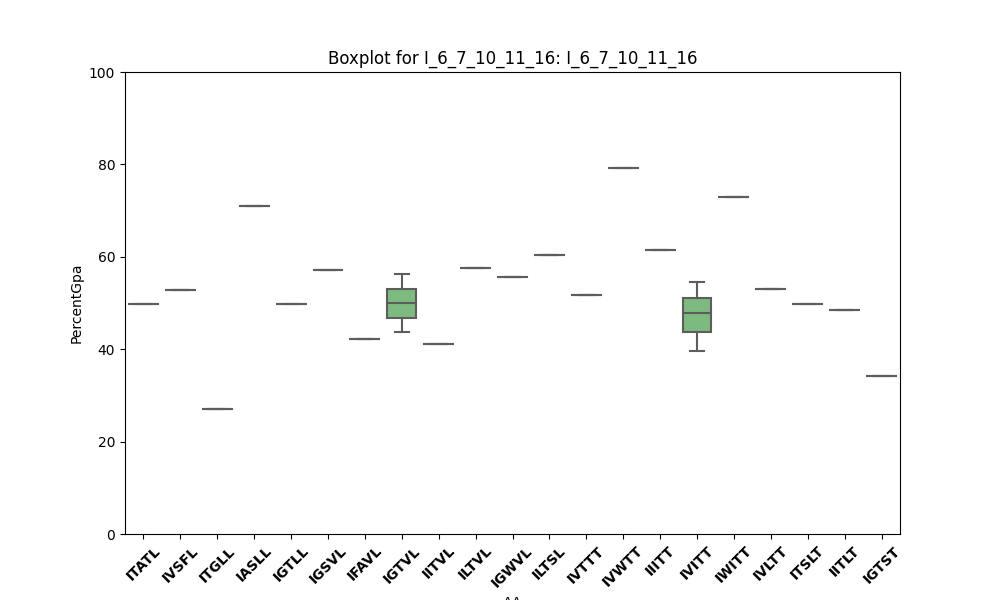 Boxplot for I_6_7_10_11_16: I_6_7_10_11_16
100
80
60
40
20
0
PercentGpa
ITATL
IVSFL
ITGLL
IASLL
IGTLL
IGSVL
IFAVL
IGTVL
IITVL
ILTVL
IGWVL
ILTSL
IVTTT
IVWTT
IIITT
IVITT
IWITT
IVLTT
ITSLT
IITLT
IGTST